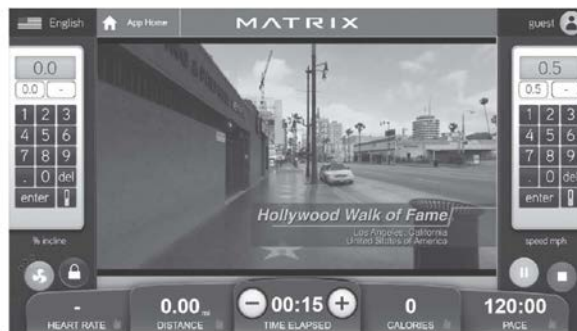 English
App Home
MATRIX
guest
0.0
0.0 -
1 2 3
4 5 6
7 8 9
. 0 del
enter
% incline
0.5
0.5 -
1 2 3
4 5 6
7 8 9
. 0 del
enter
speed mph
Hollywood Walk of Fame
Los Angeles, California
United States of America
-
HEART RATE
0.00 mi
DISTANCE
− 00:15 +
TIME ELAPSED
0
CALORIES
120:00
PACE